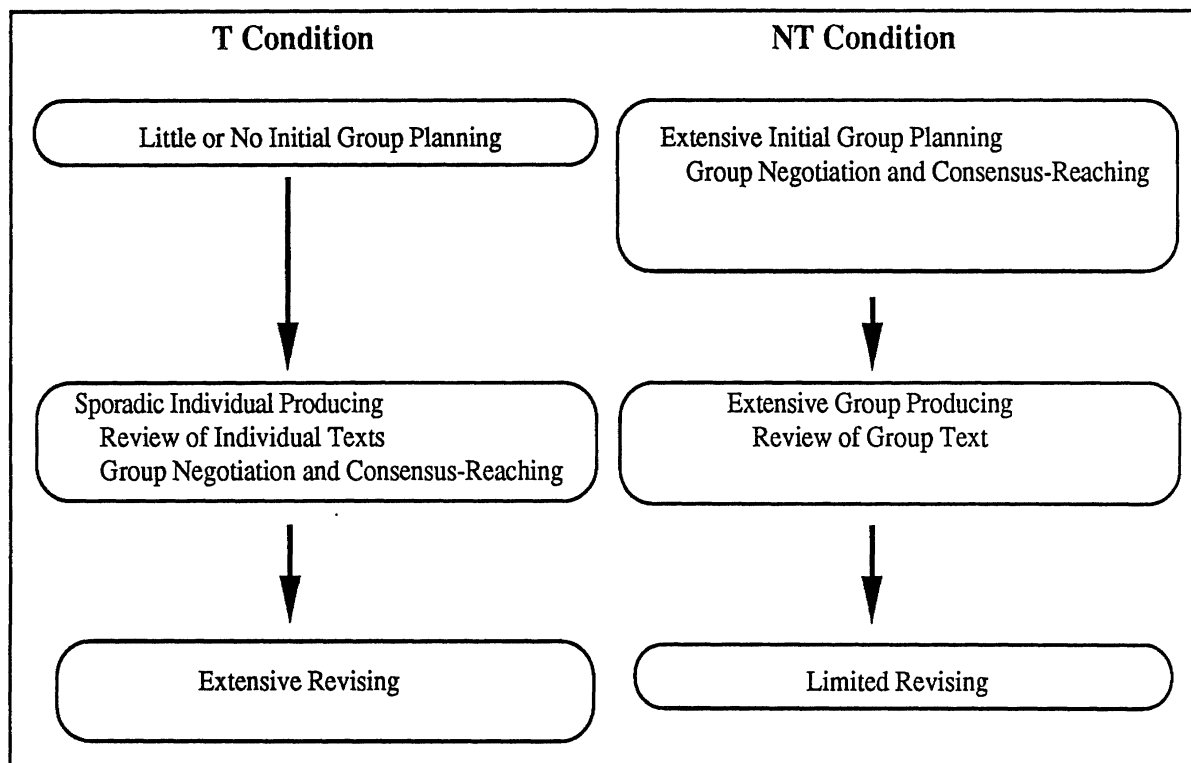 T Condition
Little or No Initial Group Planning
Sporadic Individual Producing
Review of Individual Texts
Group Negotiation and Consensus-Reaching
Extensive Revising
NT Condition
Extensive Initial Group Planning
Group Negotiation and Consensus-Reaching
Extensive Group Producing
Review of Group Text
Limited Revising